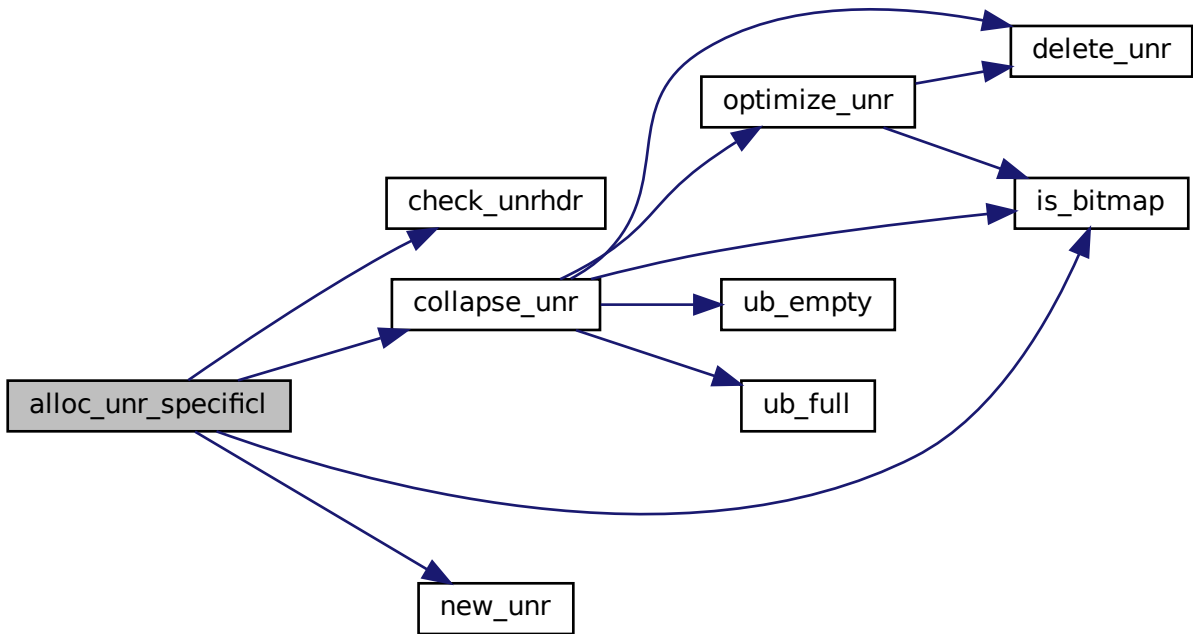 delete_unr
optimize_unr
check_unrhdr
is_bitmap
collapse_unr
ub_empty
alloc_unr_specificl
ub_full
new_unr